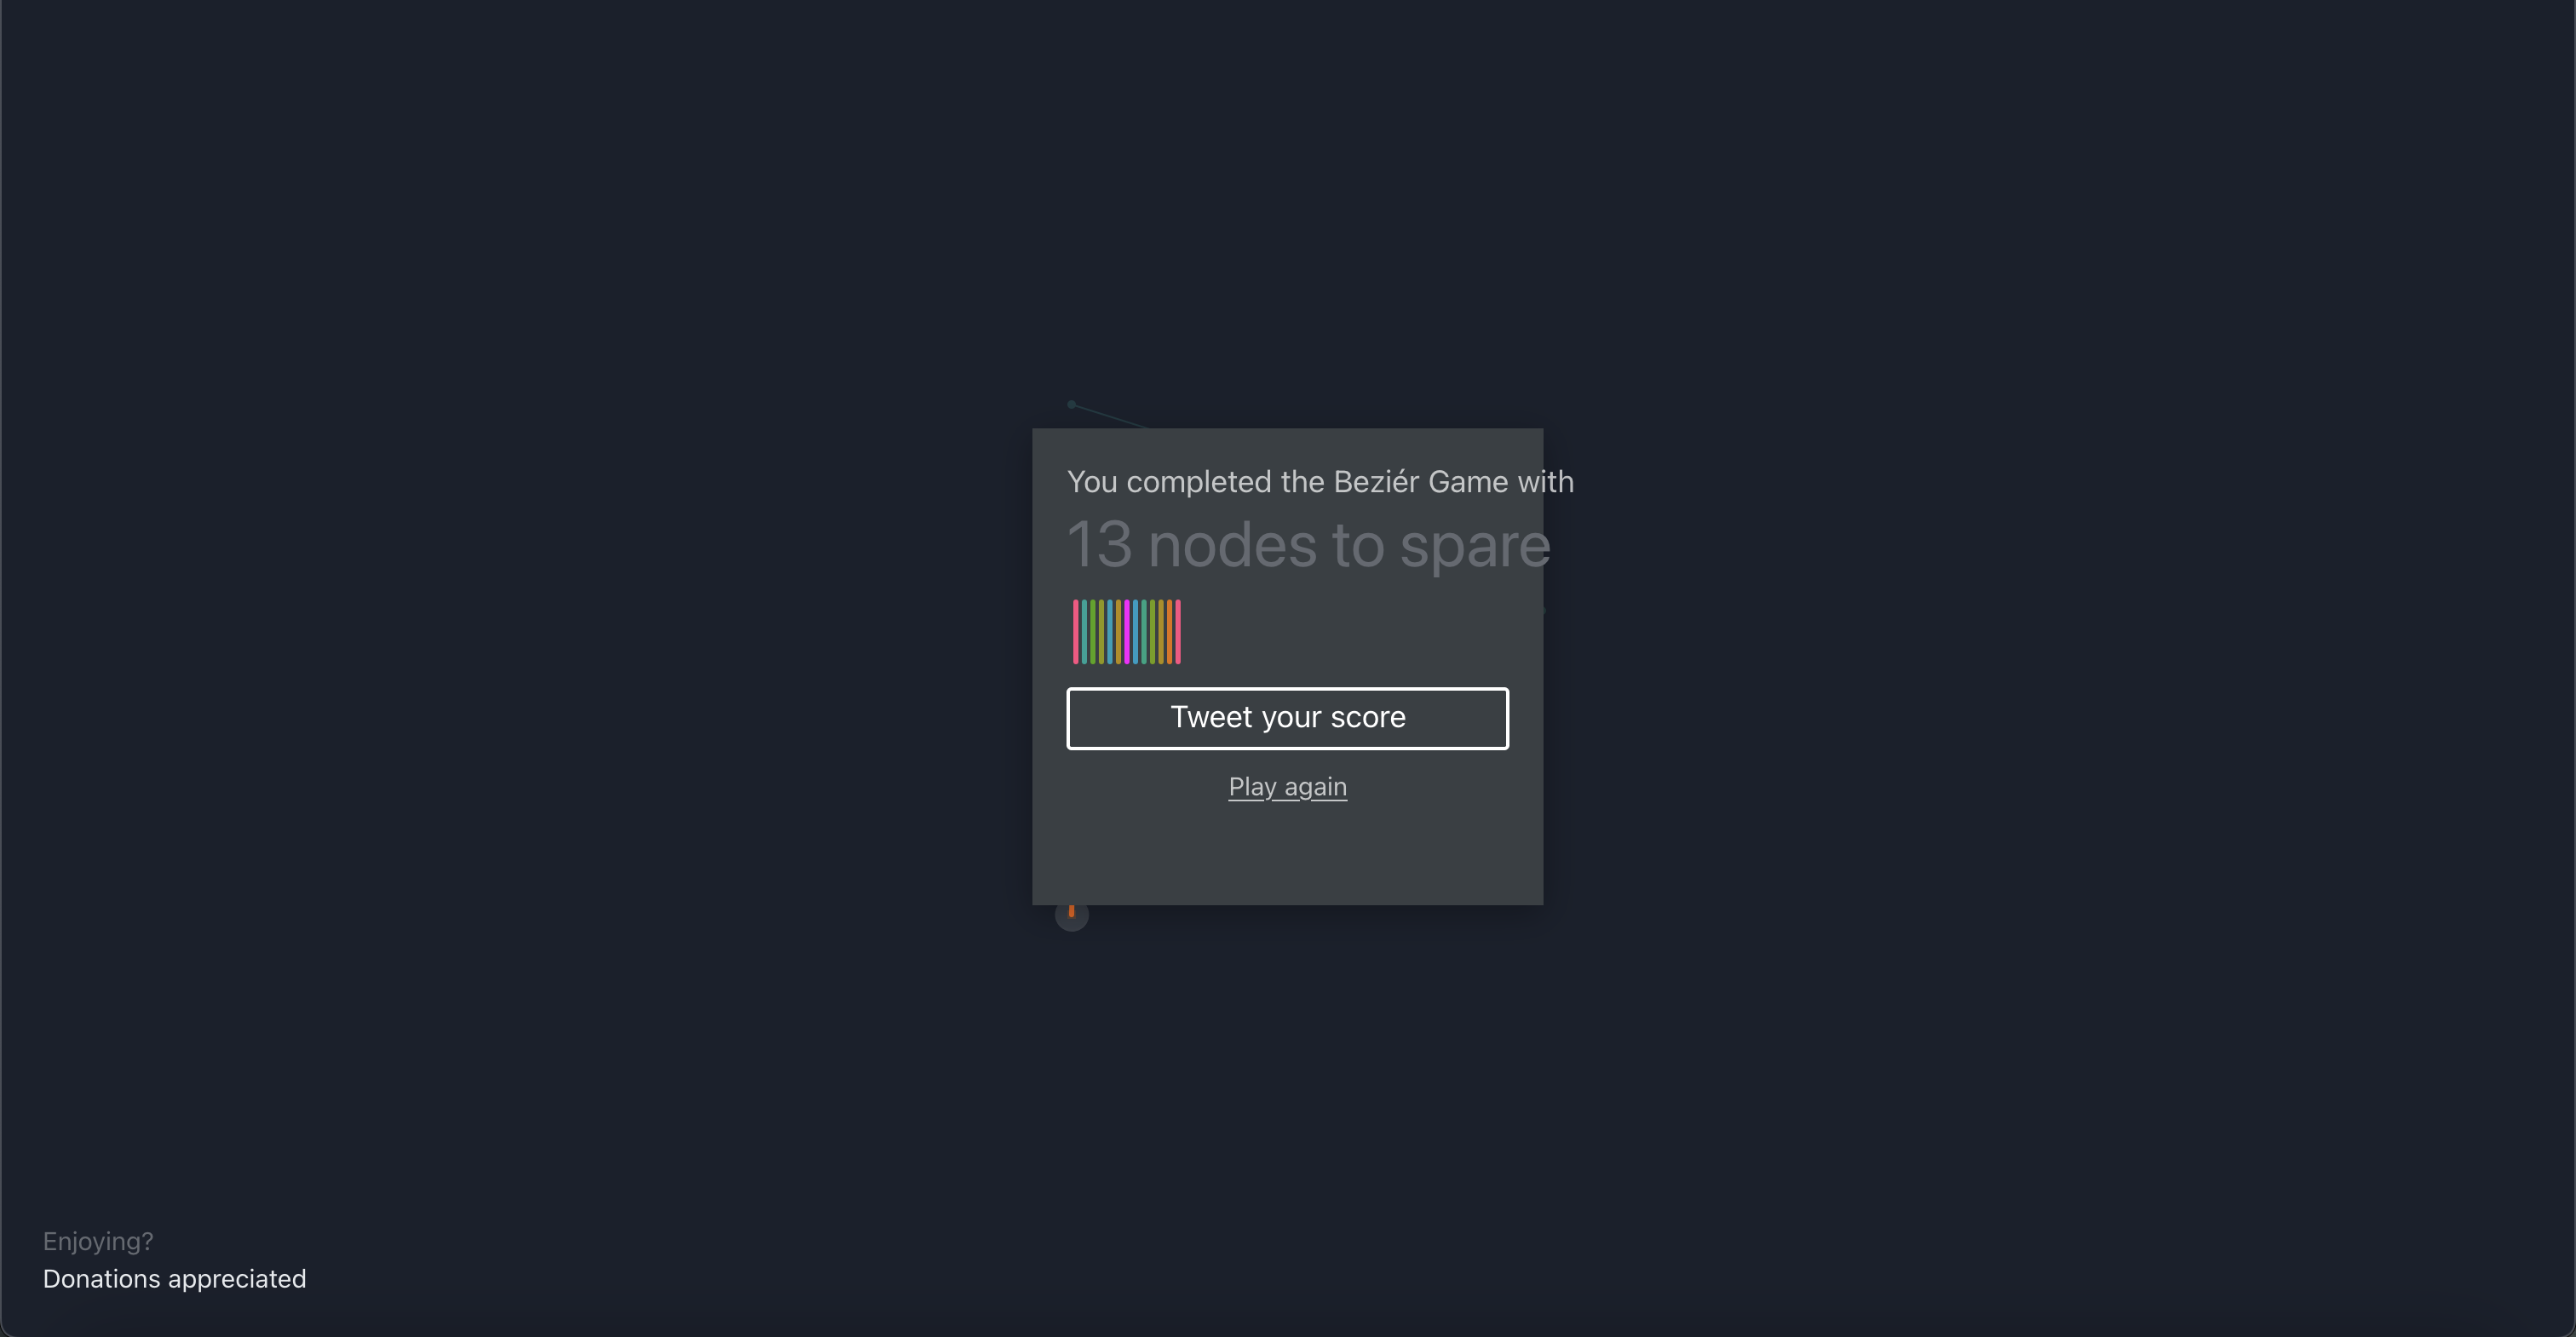 You completed the Beziér Game with
13 nodes to spare
Tweet your score
Play again
Enjoying?
Donations appreciated